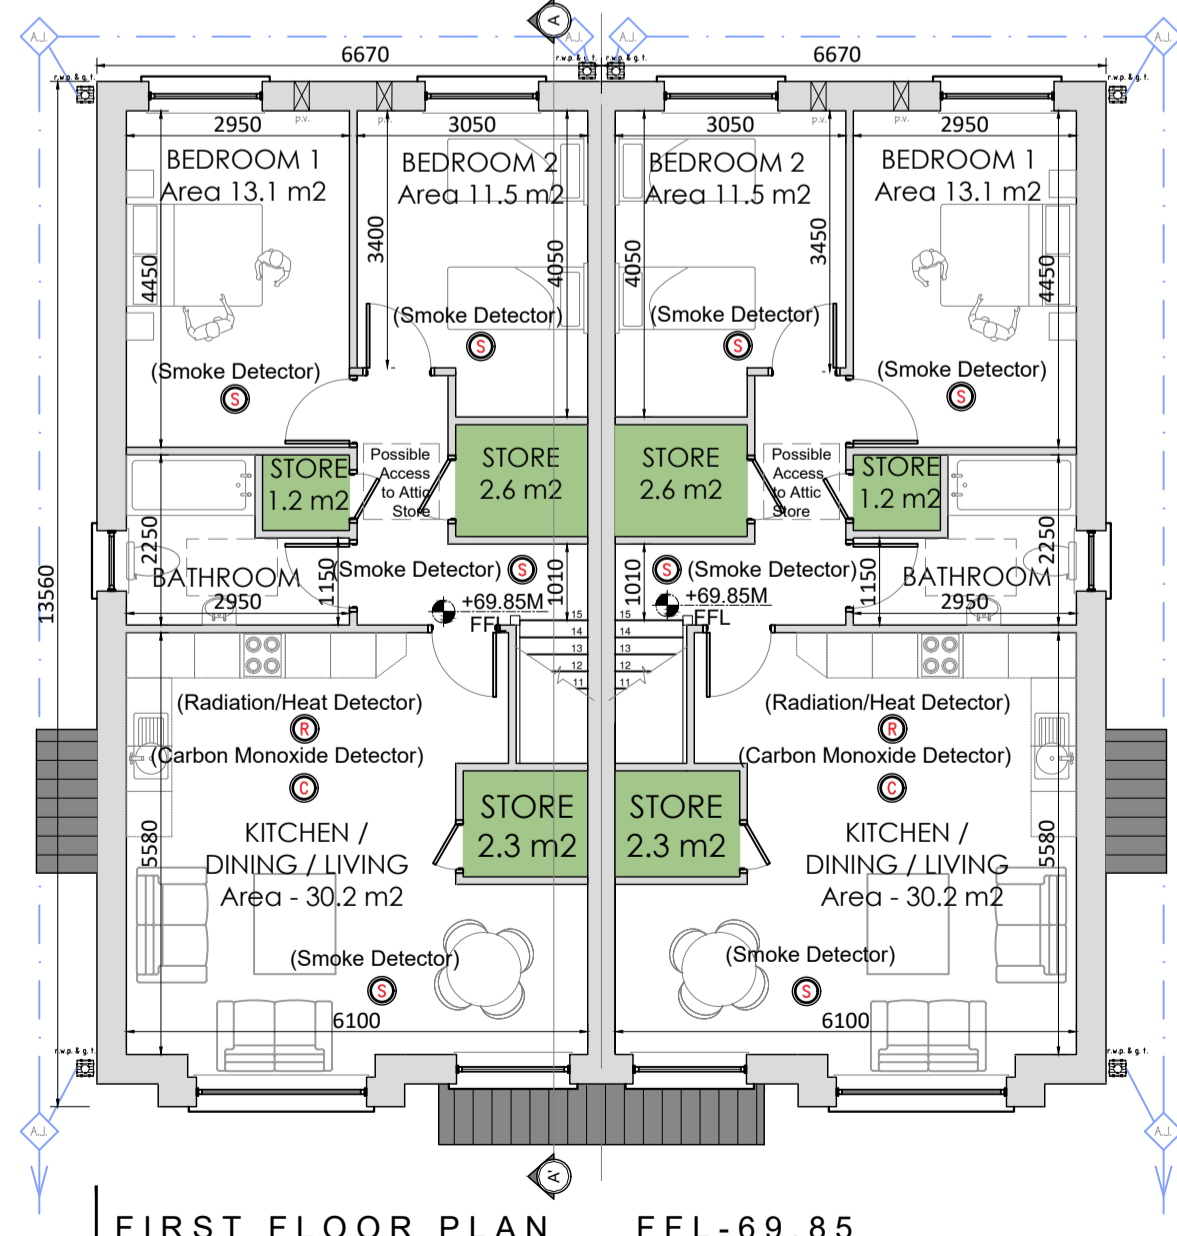 A
A.J.
A.J.
A.J.
A.J.
6670
6670
r.w.p. & g. t.
r.w.p. & g. t.
r.w.p. & g. t.
p.v.
p.v.
p.v.
p.v.
2950
3050
3050
2950
BEDROOM 1
Area 13.1 m2
BEDROOM 2
Area 11.5 m2
BEDROOM 2
Area 11.5 m2
BEDROOM 1
Area 13.1 m2
4450
3400
4050
4050
3450
4450
(Smoke Detector)
S
(Smoke Detector)
S
(Smoke Detector)
S
(Smoke Detector)
S
STORE
1.2 m2
Possible
Access
to Attic
Store
STORE
2.6 m2
STORE
2.6 m2
Possible
Access
to Attic
Store
STORE
1.2 m2
13560
2250
BATHROOM
2950
1150
(Smoke Detector)
S
1010
1010
S
(Smoke Detector)
1150
BATHROOM
2950
2250
+69.85M
FFL
+69.85M
FFL
15
14
13
12
11
15
14
13
12
11
(Radiation/Heat Detector)
R
(Carbon Monoxide Detector)
C
(Radiation/Heat Detector)
R
(Carbon Monoxide Detector)
C
5580
KITCHEN /
DINING / LIVING
Area - 30.2 m2
STORE
2.3 m2
STORE
2.3 m2
KITCHEN /
DINING / LIVING
Area - 30.2 m2
5580
(Smoke Detector)
S
(Smoke Detector)
S
6100
6100
r.w.p. & g. t.
r.w.p. & g. t.
A.J.
A.J.
A'
FIRST FLOOR PLAN FFL-69.85